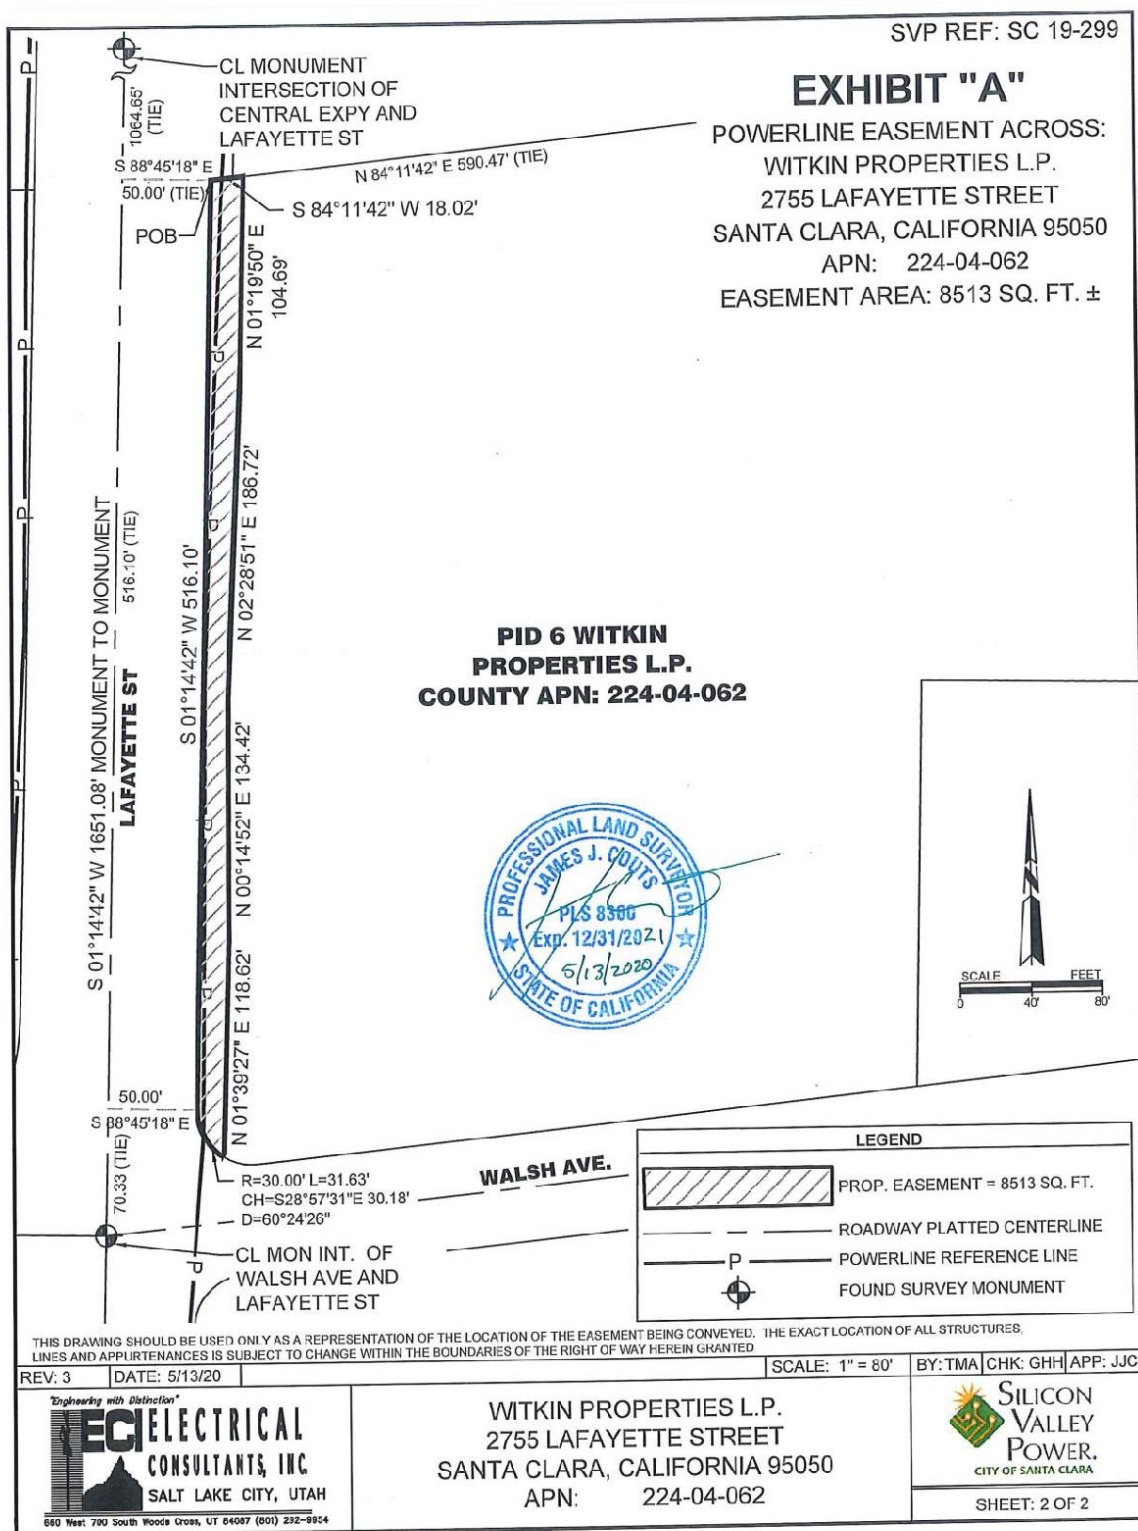 SVP REF: SC 19-299
EXHIBIT "A"
POWERLINE EASEMENT ACROSS:
WITKIN PROPERTIES L.P.
2755 LAFAYETTE STREET
SANTA CLARA, CALIFORNIA 95050
APN: 224-04-062
EASEMENT AREA: 8513 SQ. FT. ±
CL MONUMENT
INTERSECTION OF
CENTRAL EXPY AND
LAFAYETTE ST
1064.65'
(TIE)
S 88°45'18" E
50.00' (TIE)
N 84°11'42" E 590.47' (TIE)
S 84°11'42" W 18.02'
POB
N 01°19'50" E
104.69'
P
P
P
P
P
P
P
P
N 02°28'51" E 186.72'
S 01°14'42" W 516.10'
516.10' (TIE)
S 01°14'42" W 1651.08' MONUMENT TO MONUMENT
LAFAYETTE ST
N 00°14'52" E 134.42'
N 01°39'27" E 118.62'
PID 6 WITKIN
PROPERTIES L.P.
COUNTY APN: 224-04-062
PROFESSIONAL LAND SURVEYOR
JAMES J. COUTS
PLS
Exp. 12/31/2021
5/13/2020
STATE OF CALIFORNIA
SCALE FEET
0 40' 80'
50.00'
S 88°45'18" E
70.33 (TIE)
R=30.00' L=31.63'
CH=S28°57'31"E 30.18'
D=60°24'26"
WALSH AVE.
CL MON INT. OF
WALSH AVE AND
LAFAYETTE ST
P
LEGEND
PROP. EASEMENT = 8513 SQ. FT.
ROADWAY PLATTED CENTERLINE
P POWERLINE REFERENCE LINE
FOUND SURVEY MONUMENT
THIS DRAWING SHOULD BE USED ONLY AS A REPRESENTATION OF THE LOCATION OF THE EASEMENT BEING CONVEYED. THE EXACT LOCATION OF ALL STRUCTURES,
LINES AND APPURTENANCES IS SUBJECT TO CHANGE WITHIN THE BOUNDARIES OF THE RIGHT OF WAY HEREIN GRANTED
REV: 3 DATE: 5/13/20 SCALE: 1" = 80' BY: TMA CHK: GHH APP: JJC
"Engineering with Distinction"
ECI ELECTRICAL
CONSULTANTS, INC.
SALT LAKE CITY, UTAH
660 West 700 South Woods Cross, UT 84087 (801) 292-9954
WITKIN PROPERTIES L.P.
2755 LAFAYETTE STREET
SANTA CLARA, CALIFORNIA 95050
APN: 224-04-062
SILICON
VALLEY
POWER.
CITY OF SANTA CLARA
SHEET: 2 OF 2